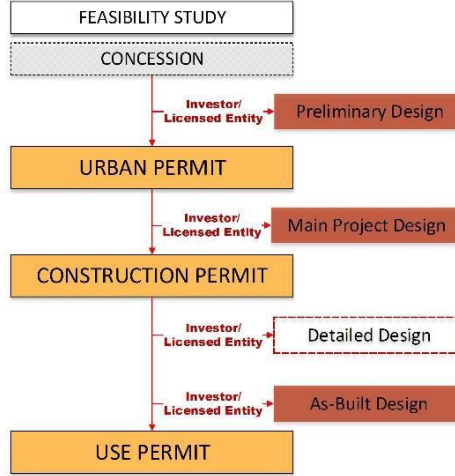 FEASIBILITY STUDY
CONCESSION
Investor/
Licensed Entity
Preliminary Design
URBAN PERMIT
Investor/
Licensed Entity
Main Project Design
CONSTRUCTION PERMIT
Investor/
Licensed Entity
Detailed Design
Investor/
Licensed Entity
As-Built Design
USE PERMIT